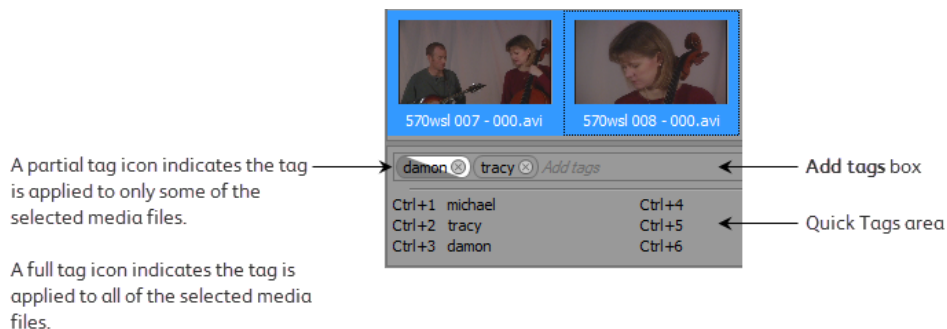 570wsl 007 - 000.avi
570wsl 008 - 000.avi
A partial tag icon indicates the tag
is applied to only some of the
selected media files.
A full tag icon indicates the tag is
applied to all of the selected media
files.
damon tracy Add tags
Ctrl+1 michael Ctrl+4
Ctrl+2 tracy Ctrl+5
Ctrl+3 damon Ctrl+6
Add tags box
Quick Tags area